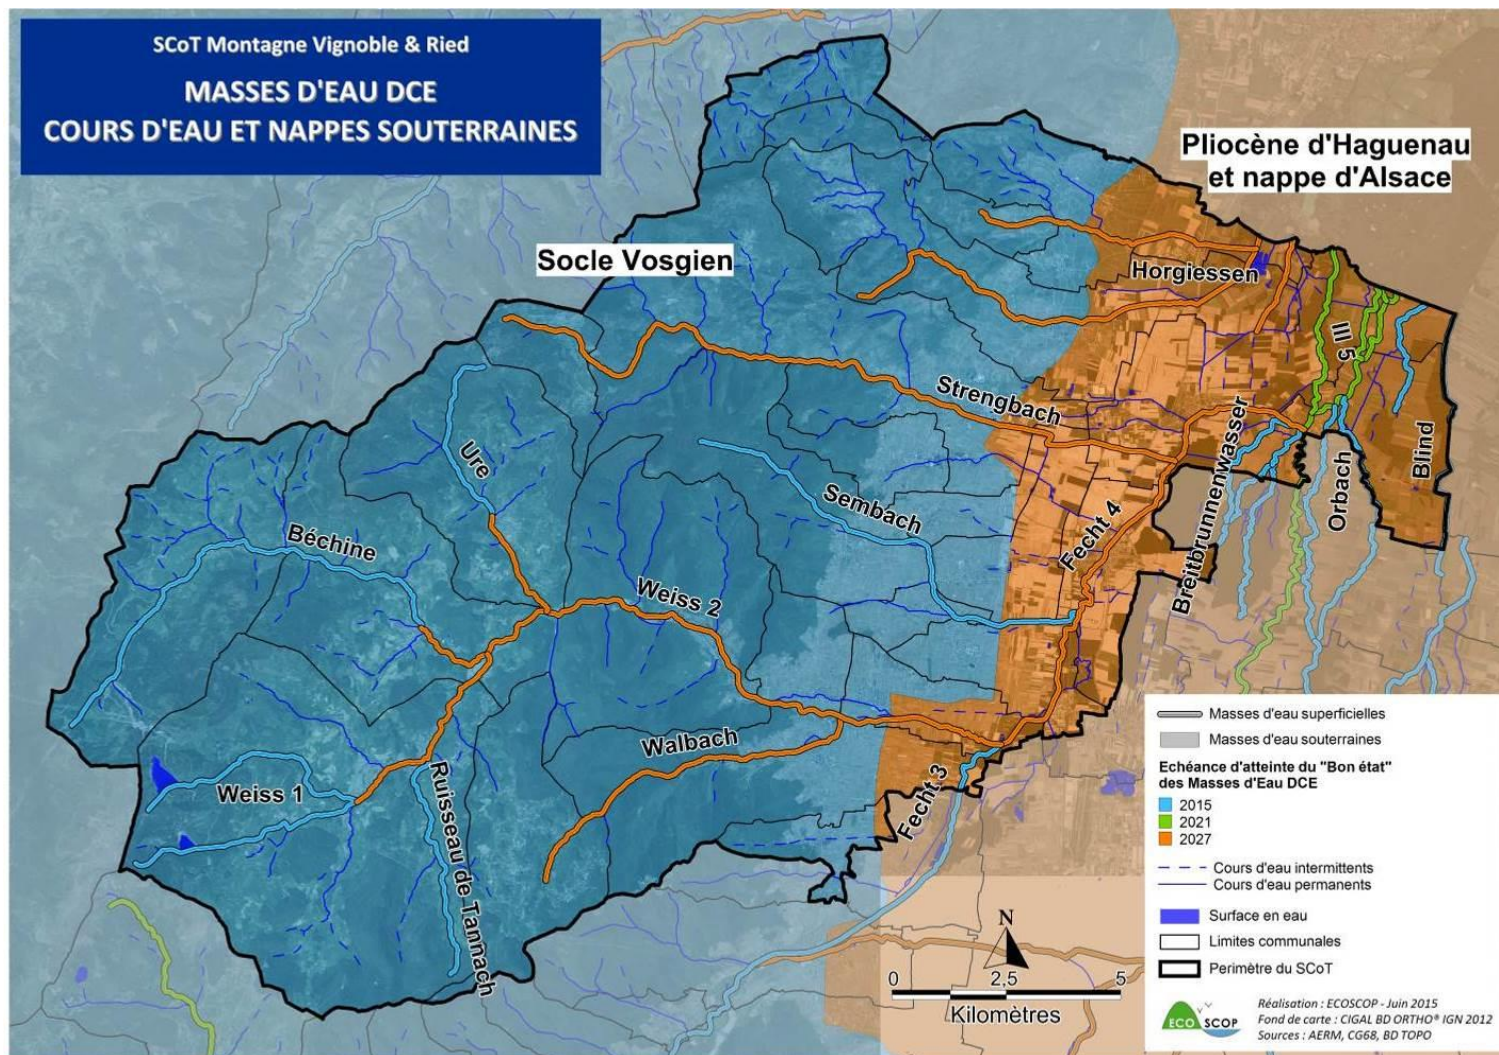 SCoT Montagne Vignoble & Ried
MASSES D'EAU DCE
COURS D'EAU ET NAPPES SOUTERRAINES
Pliocène d'Haguenau
et nappe d'Alsace
Socle Vosgien
Horgiessen
Ill 5
Strengbach
Ure
Blind
Sembach
Breitbrunnenwasser
Orbach
Béchine
Fecht 4
Weiss 2
Walbach
Weiss 1
Ruisseau de Tannach
Fecht 3
Masses d'eau superficielles
Masses d'eau souterraines
Echéance d'atteinte du "Bon état"
des Masses d'Eau DCE
2015
2021
2027
Cours d'eau intermittents
Cours d'eau permanents
Surface en eau
Limites communales
Perimètre du SCoT
N
0 2,5 5
Kilomètres
ECO SCOP
Réalisation : ECOSCOP - Juin 2015
Fond de carte : CIGAL BD ORTHO® IGN 2012
Sources : AERM, CG68, BD TOPO